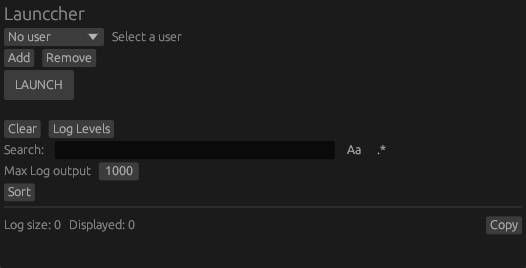 Launccher
No user Select a user
Add Remove
LAUNCH
Clear Log Levels
Search: Aa .*
Max Log output 1000
Sort
Log size: 0 Displayed: 0 Copy